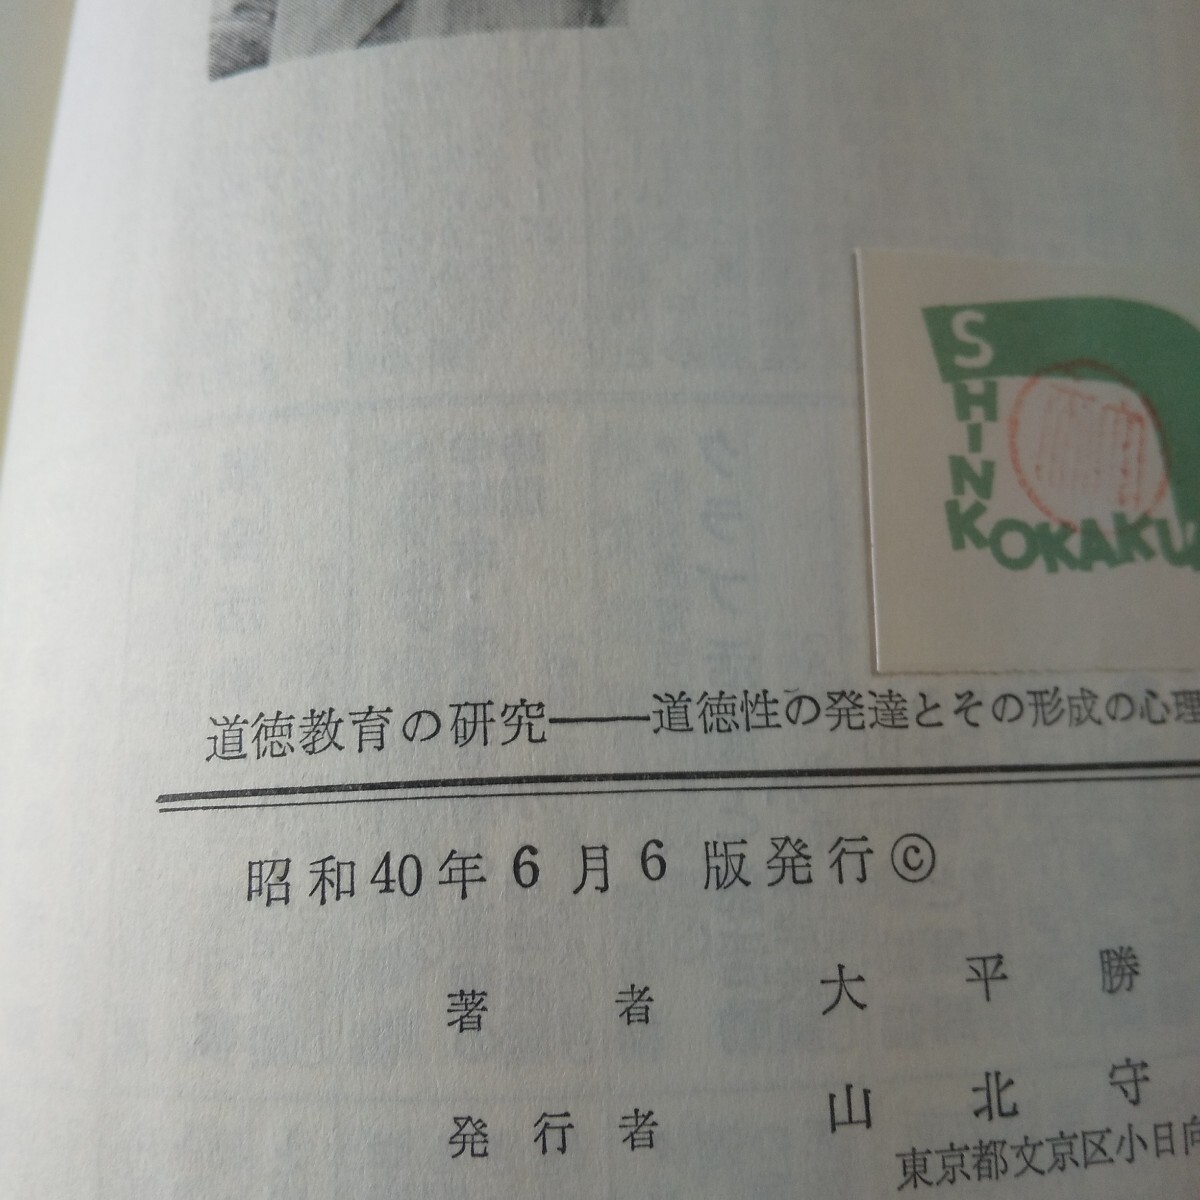 SHINKOKAKU
道徳教育の研究――道徳性の発達とその形成の心理
昭和40年6月6版発行©
著者 大平勝
発行者 山北守
東京都文京区小日向